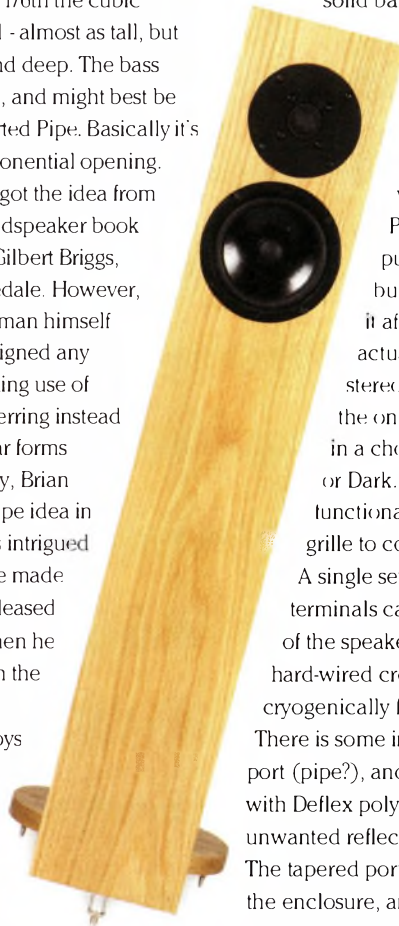 1/6th the cubic
- almost as tall, but
nd deep. The bass
, and might best be
rted Pipe. Basically it's
onential opening.
got the idea from
dspeaker book
Gilbert Briggs,
edale. However,
man himself
igned any
ing use of
erring instead
ar forms
y, Brian
pe idea in
s intrigued
e made
leased
hen he
n the
oys
solid ba
P
pu
bu
it af
actu
stereo
the on
in a cho
or Dark.
functiona
grille to co
A single se
terminals ca
of the speake
hard-wired cro
cryogenically f
There is some in
port (pipe?), and
with Deflex poly
unwanted reflec
The tapered por
the enclosure, an